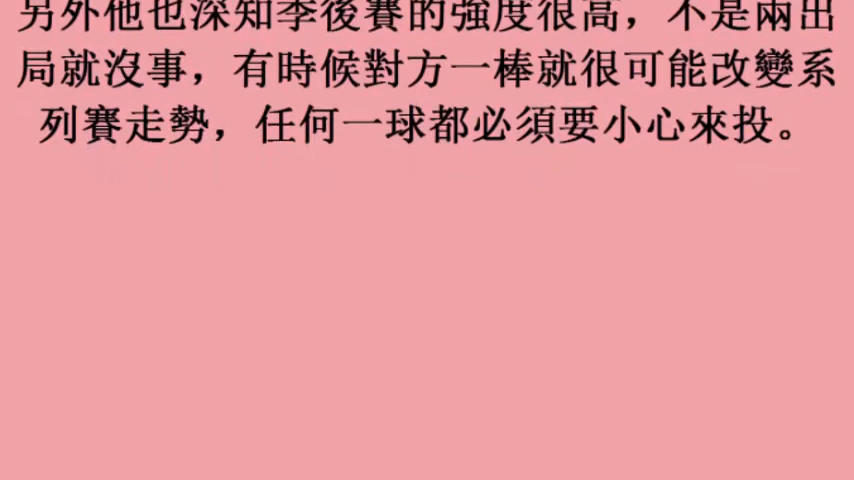 另外他也深知季後賽的強度很高，不是兩出
局就沒事，有時候對方一棒就很可能改變系
列賽走勢，任何一球都必須要小心來投。